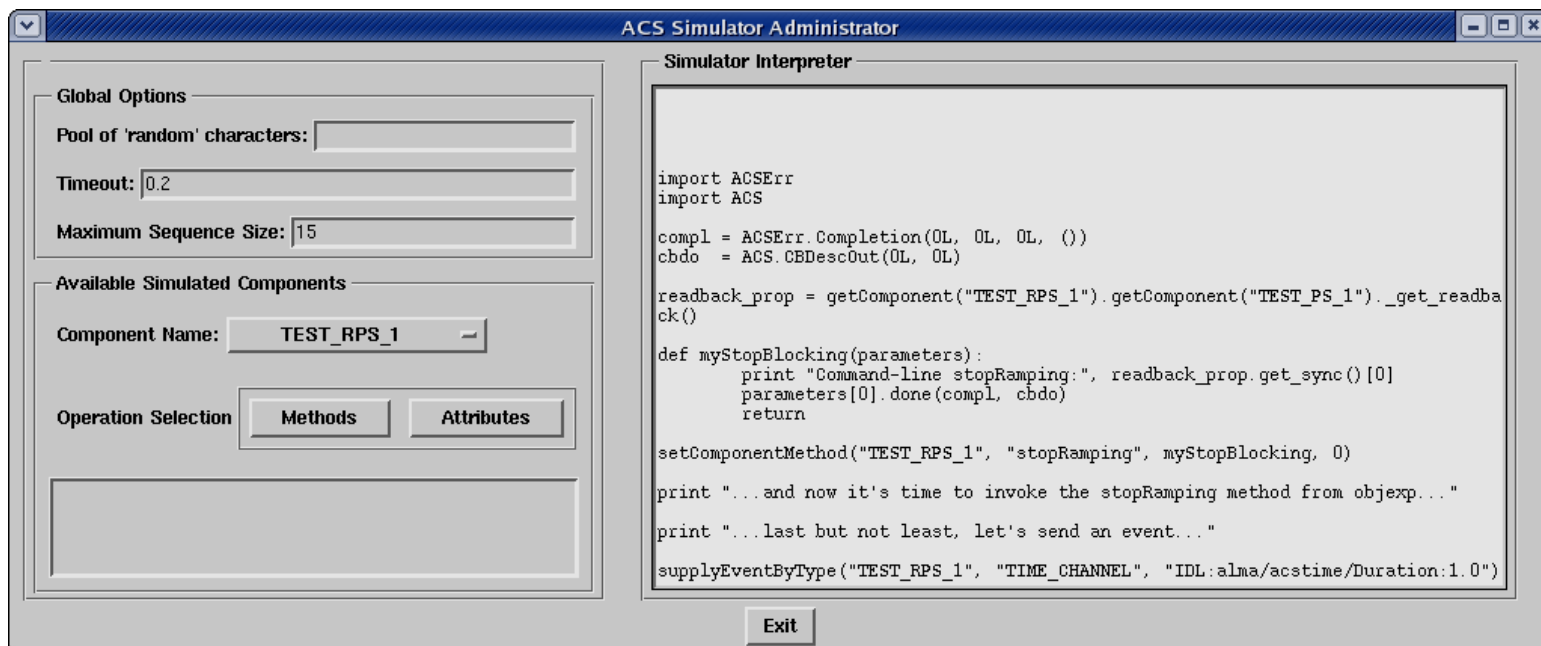 ACS Simulator Administrator
Global Options
Pool of 'random' characters:
Timeout: 0.2
Maximum Sequence Size: 15
Available Simulated Components
Component Name: TEST_RPS_1
Operation Selection Methods Attributes
Simulator Interpreter
import ACSErr
import ACS
compl = ACSErr.Completion(0L, 0L, 0L, ())
cbdo  = ACS.CBDescOut(0L, 0L)
readback_prop = getComponent("TEST_RPS_1").getComponent("TEST_PS_1")._get_readba
ck()
def myStopBlocking(parameters):
        print "Command-line stopRamping:", readback_prop.get_sync()[0]
        parameters[0].done(compl, cbdo)
        return
setComponentMethod("TEST_RPS_1", "stopRamping", myStopBlocking, 0)
print "...and now it's time to invoke the stopRamping method from objexp..."
print "...last but not least, let's send an event..."
supplyEventByType("TEST_RPS_1", "TIME_CHANNEL", "IDL:alma/acstime/Duration:1.0")
Exit